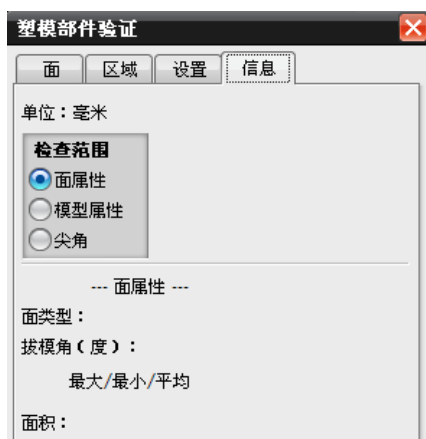 塑模部件验证
面 区域 设置 信息
单位：毫米
检查范围
面属性
模型属性
尖角
--- 面属性 ---
面类型：
拔模角（度）：
最大/最小/平均
面积：